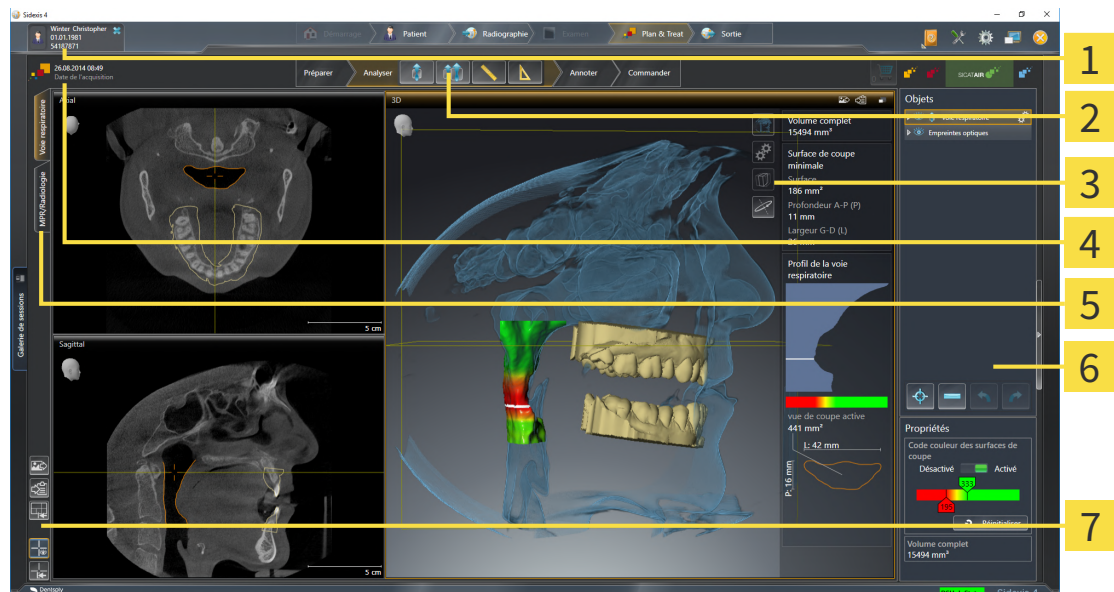 Sidexis 4
Winter Christopher
01.01.1981
54187871
Démarrage
Patient
Radiographie
Examen
Plan & Treat
Sortie
1
26.08.2014 08:49
Date de l'acquisition
Préparer
Analyser
Annoter
Commander
SICAT AIR
2
Voie respiratoire
MPR/Radiologie
Galerie de sessions
Axial
5 cm
Sagittal
5 cm
3D
Volume complet
15494 mm³
Surface de coupe
minimale
Surface
186 mm²
Profondeur A-P (P)
11 mm
Largeur G-D (L)
Profil de la voie
respiratoire
vue de coupe active
441 mm²
L: 42 mm
P: 16 mm
Objets
Voie respiratoire
Empreintes optiques
3
4
5
6
Propriétés
Code couleur des surfaces de
coupe
Désactivé
Activé
333
135
Réinitialiser
7
Volume complet
15494 mm³
Dentsply
Sidexis 4